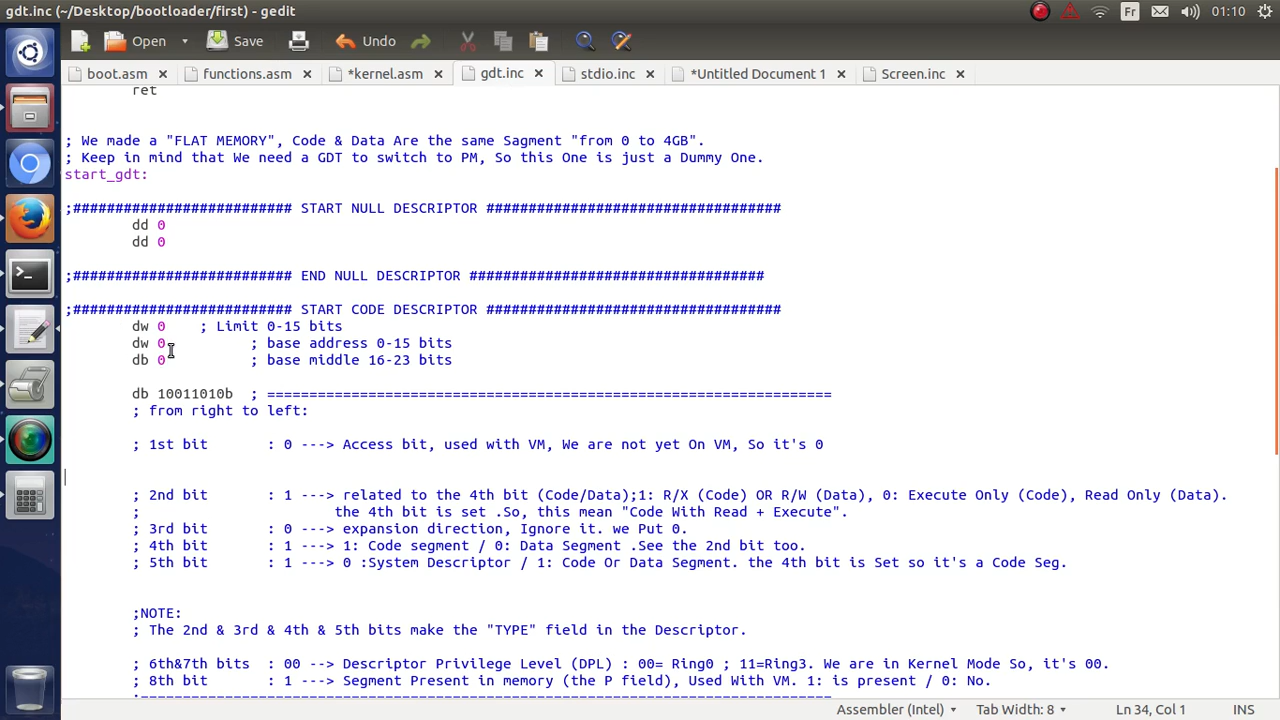 gdt.inc (~/Desktop/bootloader/first) - gedit
Fr 01:10
Open Save Undo
boot.asm functions.asm *kernel.asm gdt.inc stdio.inc *Untitled Document 1 Screen.inc
ret
; We made a "FLAT MEMORY", Code & Data Are the same Sagment "from 0 to 4GB".
; Keep in mind that We need a GDT to switch to PM, So this One is just a Dummy One.
start_gdt:
;########################## START NULL DESCRIPTOR ###################################
dd 0
dd 0
;########################## END NULL DESCRIPTOR ###################################
;########################## START CODE DESCRIPTOR ###################################
dw 0 ; Limit 0-15 bits
dw 0 ; base address 0-15 bits
db 0 ; base middle 16-23 bits
db 10011010b ; ===================================================================
; from right to left:
; 1st bit : 0 ---> Access bit, used with VM, We are not yet On VM, So it's 0
; 2nd bit : 1 ---> related to the 4th bit (Code/Data);1: R/X (Code) OR R/W (Data), 0: Execute Only (Code), Read Only (Data).
; the 4th bit is set .So, this mean "Code With Read + Execute".
; 3rd bit : 0 ---> expansion direction, Ignore it. we Put 0.
; 4th bit : 1 ---> 1: Code segment / 0: Data Segment .See the 2nd bit too.
; 5th bit : 1 ---> 0 :System Descriptor / 1: Code Or Data Segment. the 4th bit is Set so it's a Code Seg.
;NOTE:
; The 2nd & 3rd & 4th & 5th bits make the "TYPE" field in the Descriptor.
; 6th&7th bits : 00 --> Descriptor Privilege Level (DPL) : 00= Ring0 ; 11=Ring3. We are in Kernel Mode So, it's 00.
; 8th bit : 1 ---> Segment Present in memory (the P field), Used With VM. 1: is present / 0: No.
;==================================================================================
Assembler (Intel) Tab Width: 8 Ln 34, Col 1 INS